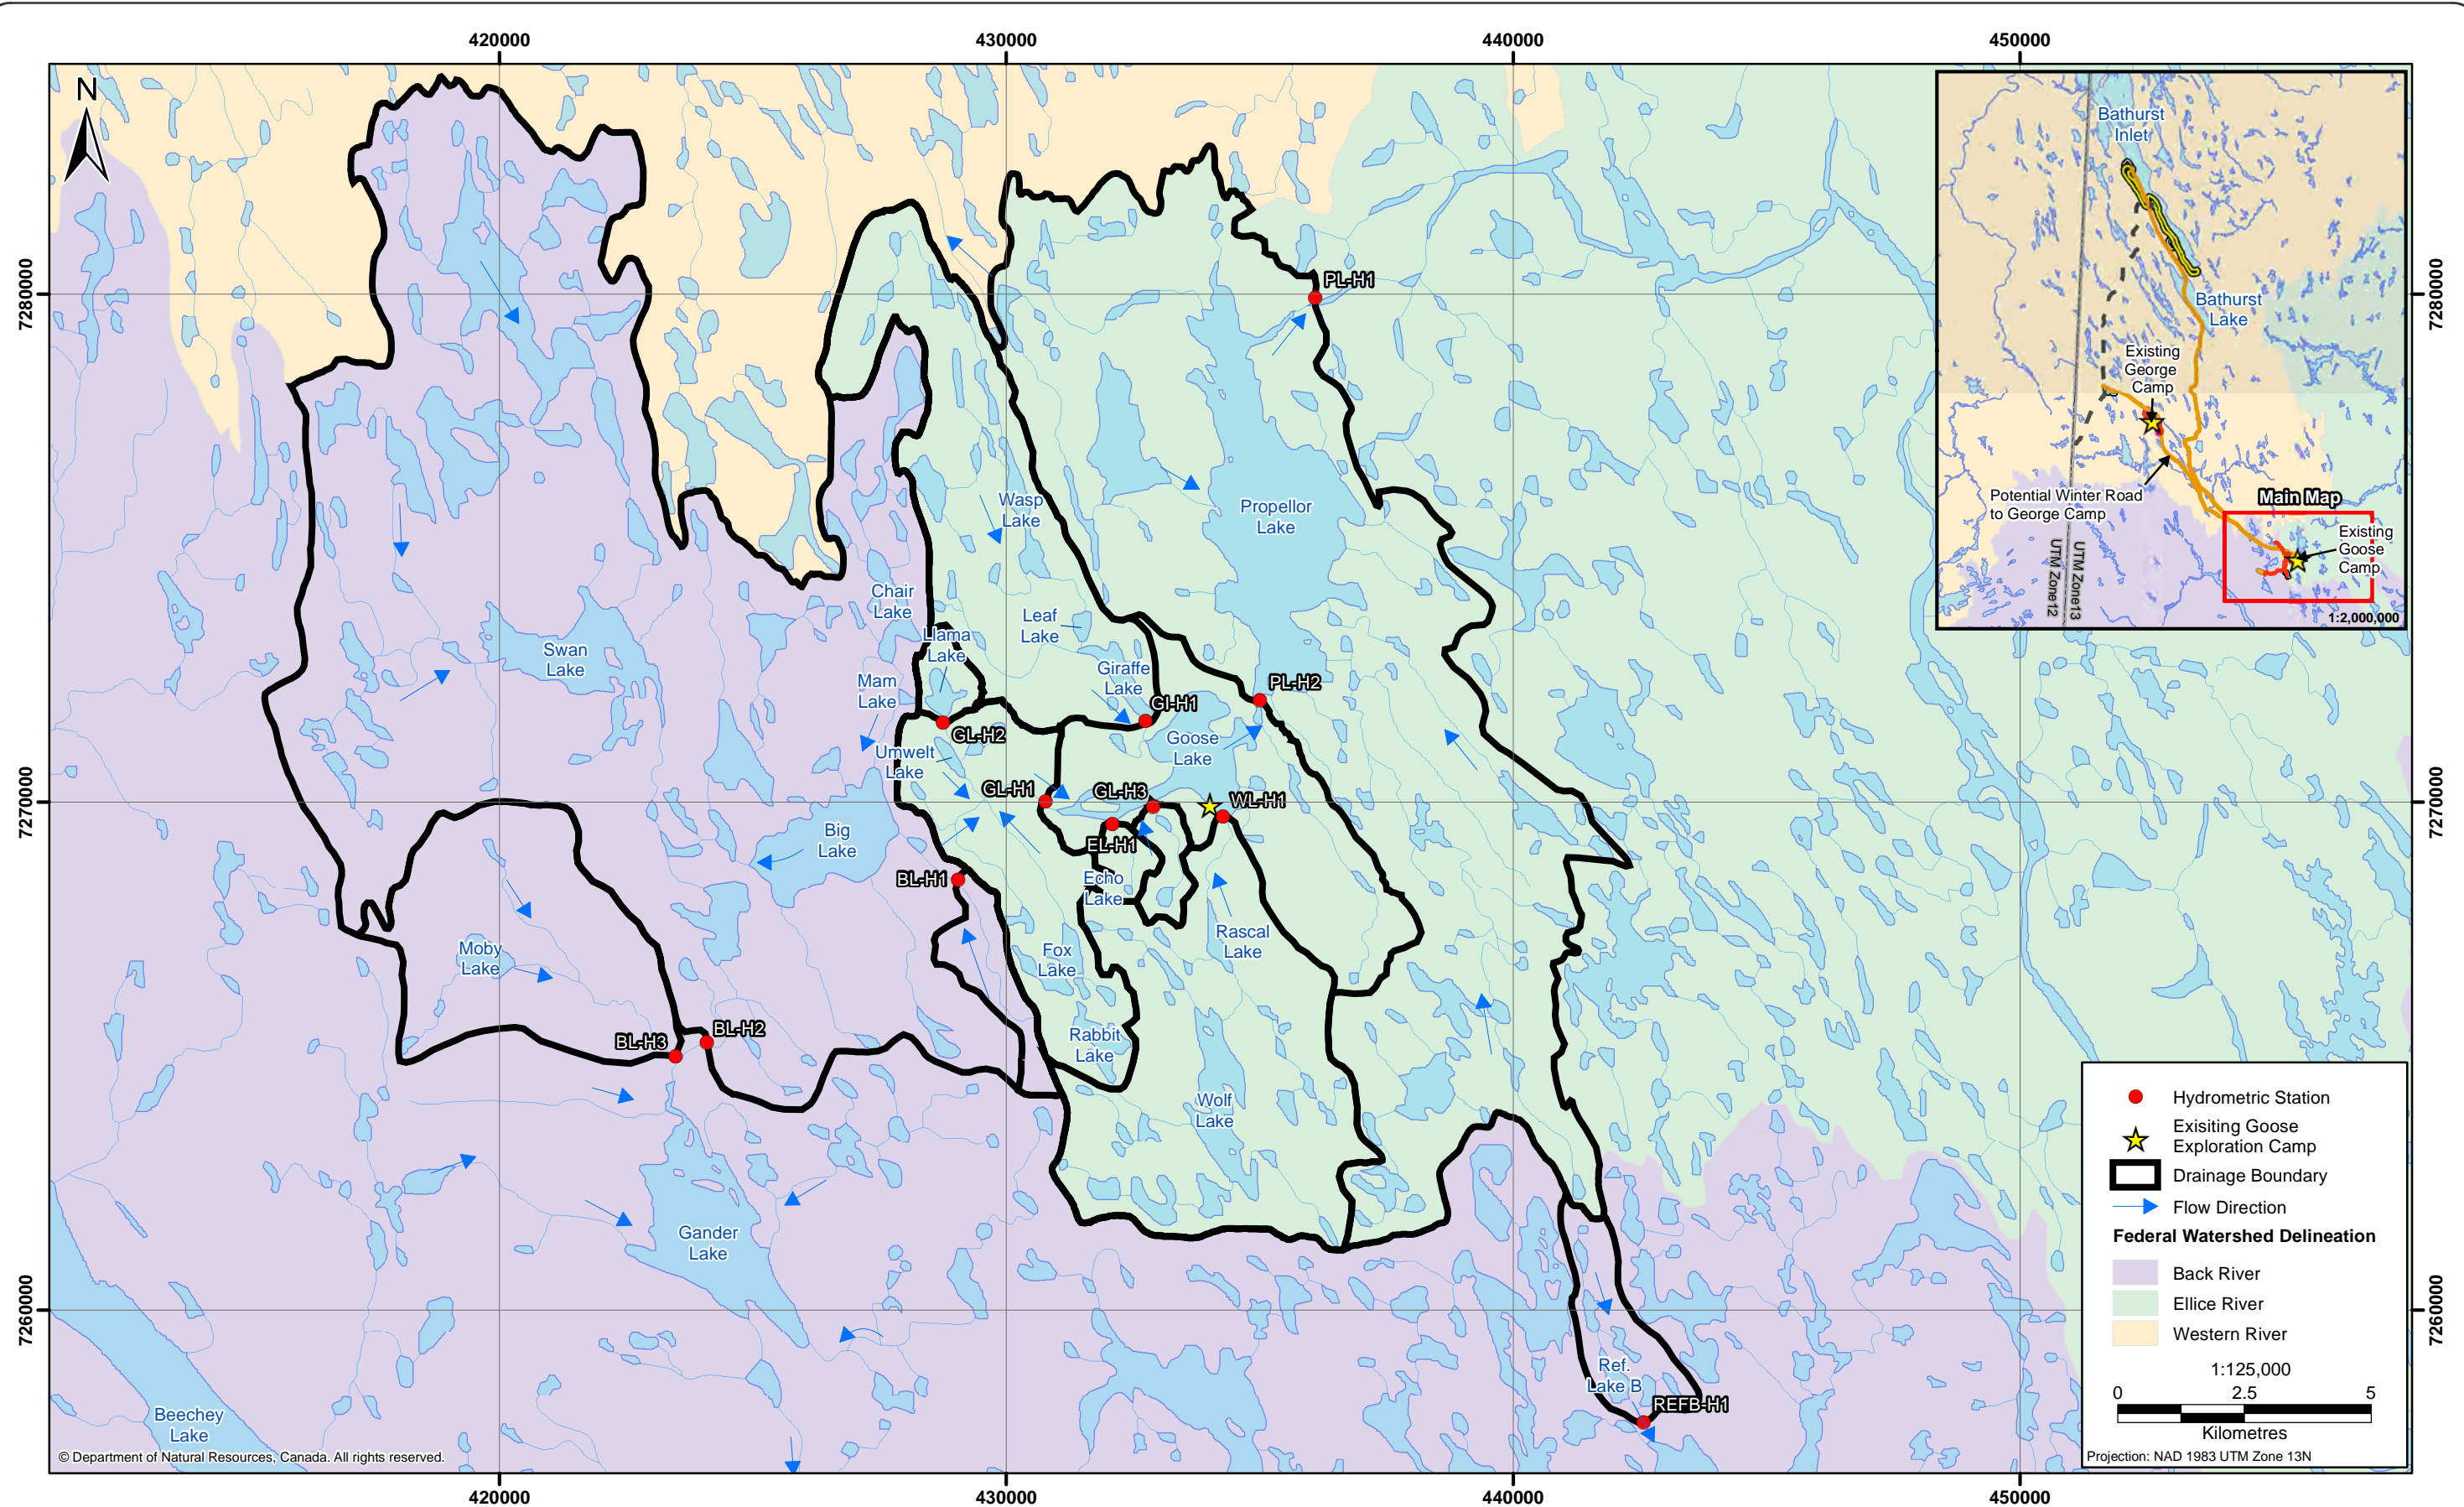 420000
430000
440000
450000
N
Bathurst
Inlet
Bathurst
Lake
Existing
George
Camp
Potential Winter Road
to George Camp
Main Map
Existing
Goose
Camp
UTM Zone12
UTM Zone13
1:2,000,000
7280000
7280000
PL-H1
Wasp
Lake
Propellor
Lake
Chair
Lake
Leaf
Lake
Llama
Lake
Swan
Lake
Giraffe
Lake
Mam
Lake
PL-H2
GI-H1
GL-H2
Goose
Lake
Umwelt
Lake
7270000
7270000
GL-H1
GL-H3
WL-H1
EL-H1
Big
Lake
BL-H1
Echo
Lake
Rascal
Lake
Moby
Lake
Fox
Lake
BL-H3
BL-H2
Rabbit
Lake
Wolf
Lake
Gander
Lake
7260000
7260000
Ref.
Lake B
REFB-H1
Beechey
Lake
Hydrometric Station
Exisiting Goose
Exploration Camp
Drainage Boundary
Flow Direction
Federal Watershed Delineation
Back River
Ellice River
Western River
1:125,000
0 2.5 5
Kilometres
Projection: NAD 1983 UTM Zone 13N
© Department of Natural Resources, Canada. All rights reserved.
420000
430000
440000
450000